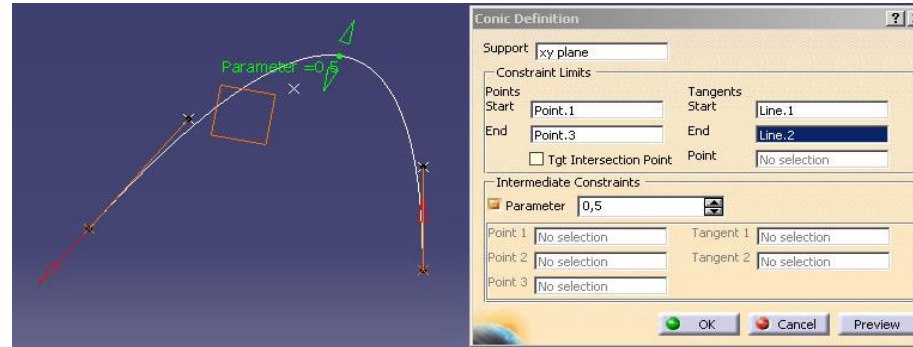 Parameter =0,5
Conic Definition
Support xy plane
Constraint Limits
Points Tangents
Start Point.1 Start Line.1
End Point.3 End Line.2
Tgt Intersection Point Point No selection
Intermediate Constraints
Parameter 0,5
Point 1 No selection Tangent 1 No selection
Point 2 No selection Tangent 2 No selection
Point 3 No selection
OK Cancel Preview